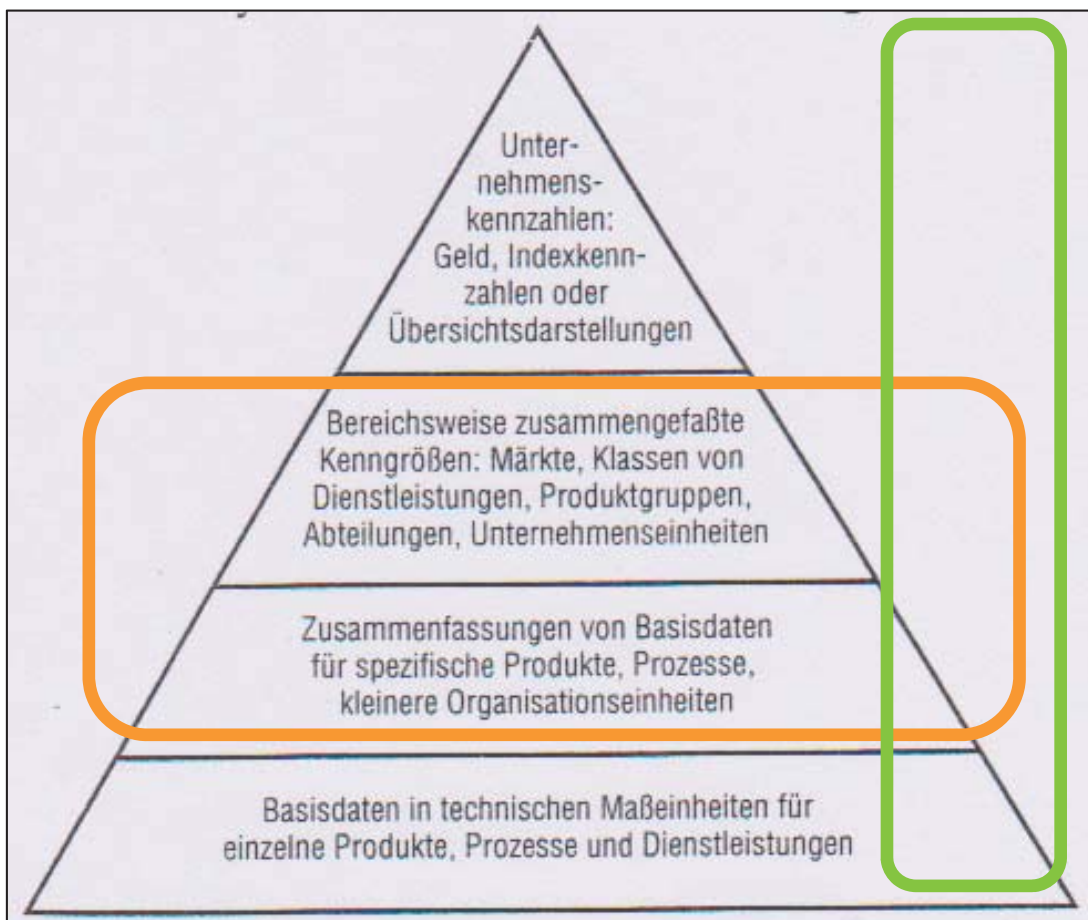 Unter-
nehmens-
kennzahlen:
Geld, Indexkenn-
zahlen oder
Übersichtsdarstellungen
Bereichsweise zusammengefaßte
Kenngrößen: Märkte, Klassen von
Dienstleistungen, Produktgruppen,
Abteilungen, Unternehmenseinheiten
Zusammenfassungen von Basisdaten
für spezifische Produkte, Prozesse,
kleinere Organisationseinheiten
Basisdaten in technischen Maßeinheiten für
einzelne Produkte, Prozesse und Dienstleistungen